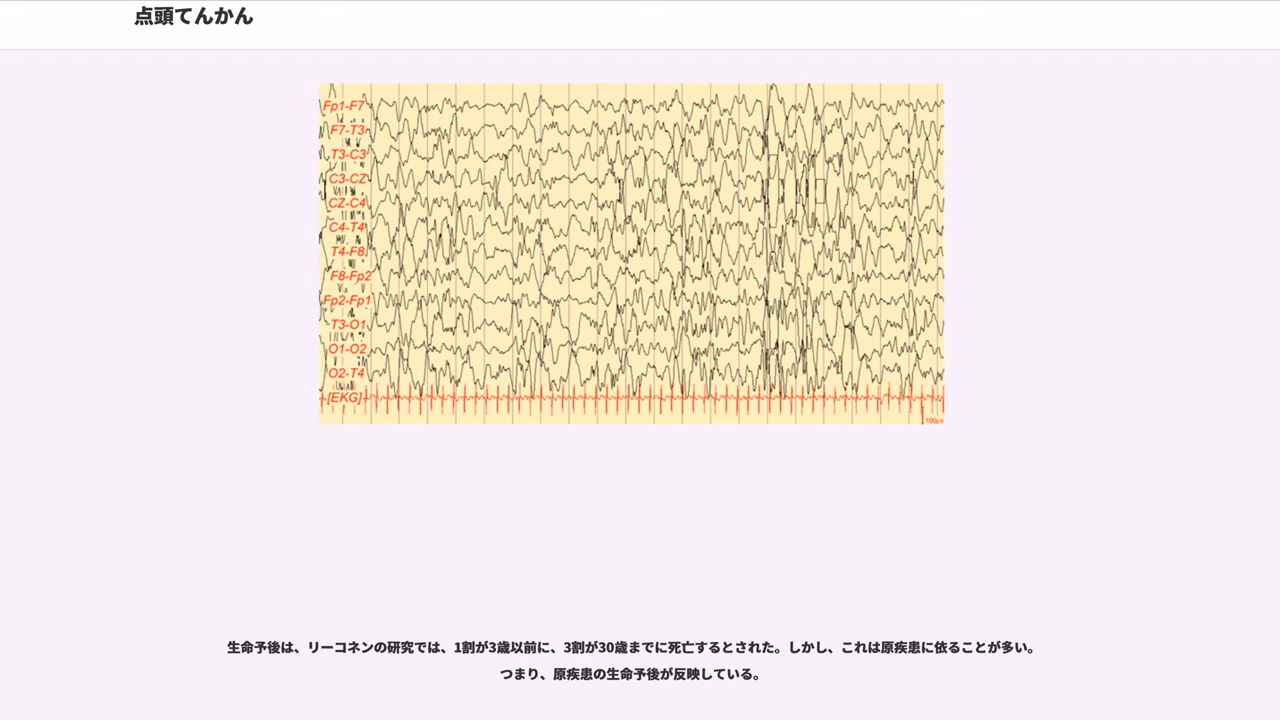 点頭てんかん
Fp1-F7
F7-T3
T3-C3
C3-CZ
CZ-C4
C4-T4
T4-F8
F8-Fp2
Fp2-Fp1
T3-O1
O1-O2
O2-T4
[EKG]
100μV
生命予後は、リーコネンの研究では、1割が3歳以前に、3割が30歳までに死亡するとされた。しかし、これは原疾患に依ることが多い。
つまり、原疾患の生命予後が反映している。